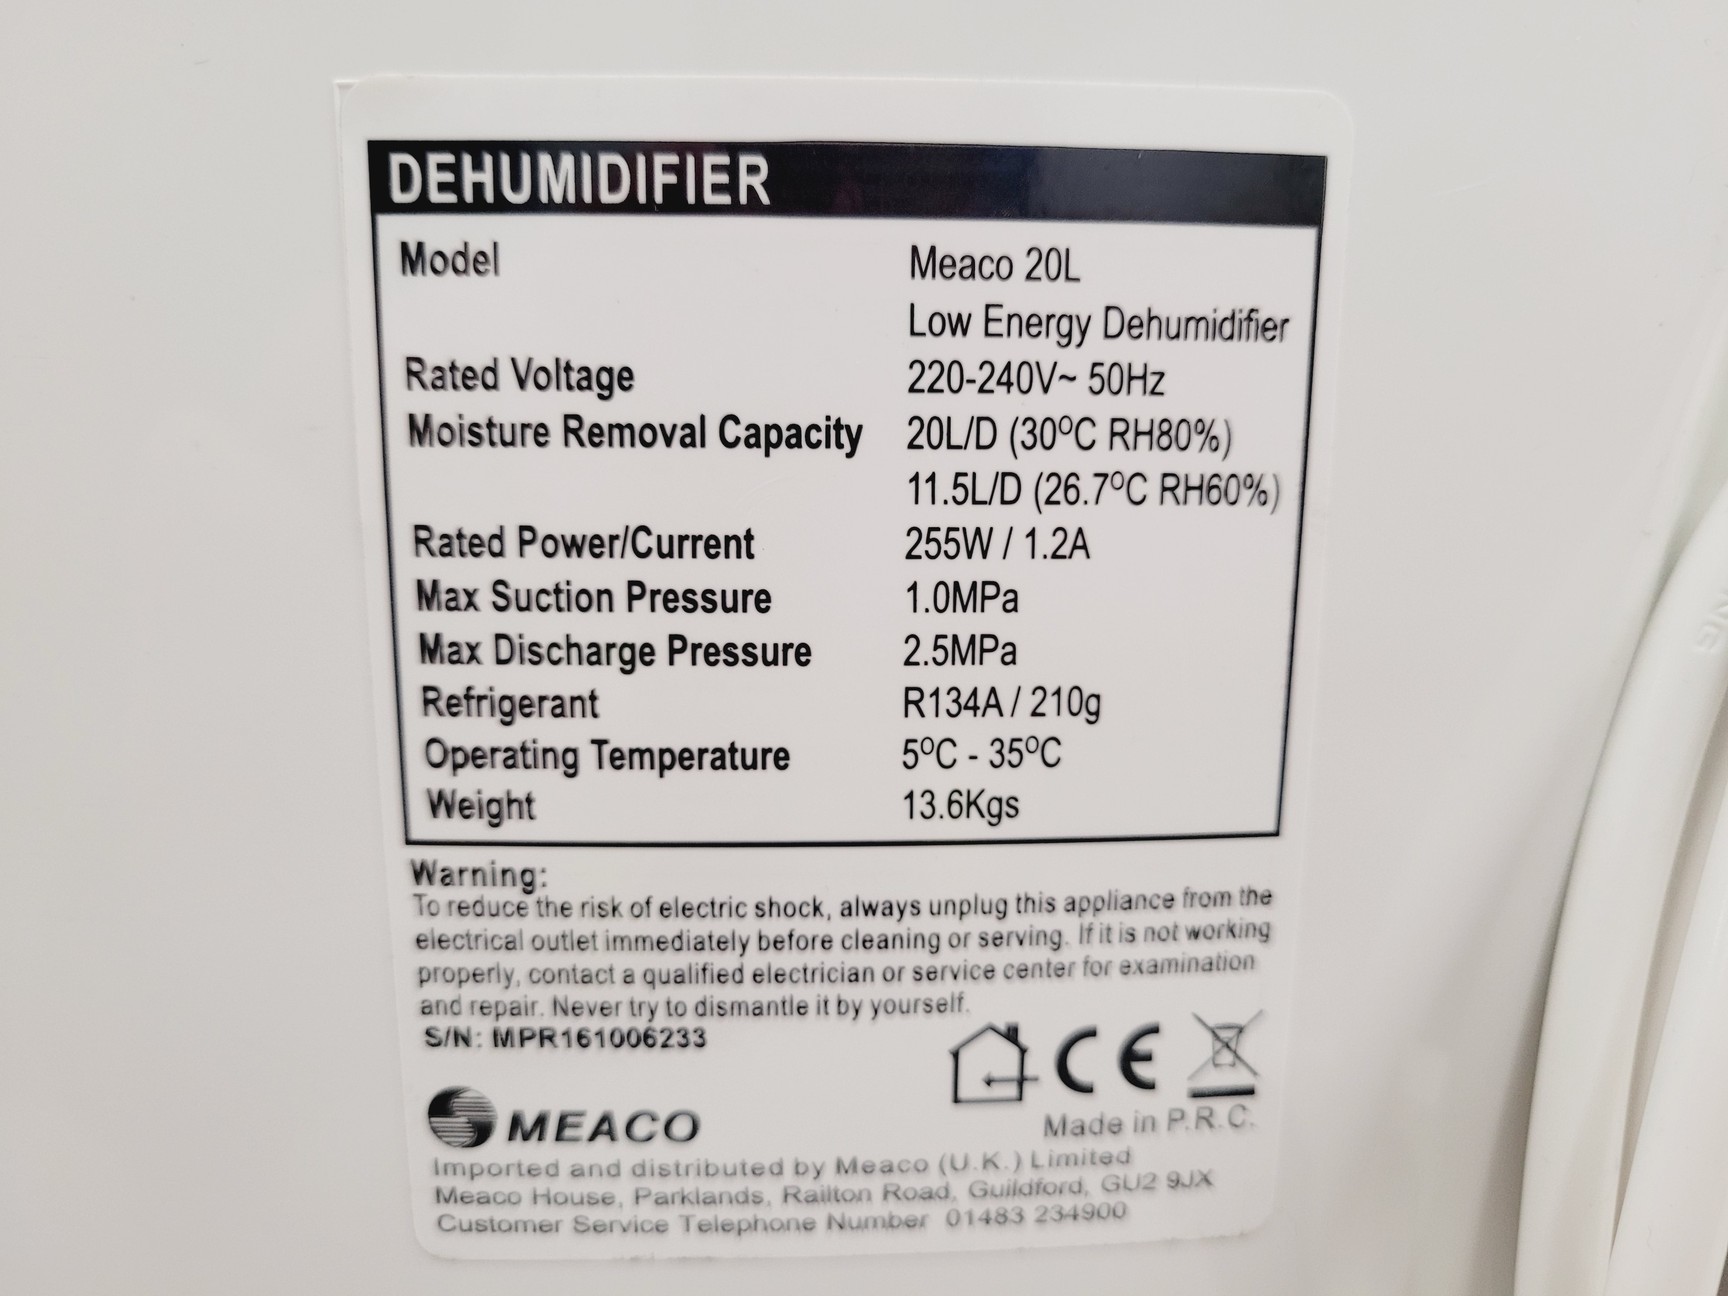 DEHUMIDIFIER
Model Meaco 20L
Low Energy Dehumidifier
Rated Voltage 220-240V~ 50Hz
Moisture Removal Capacity 20L/D (30ºC RH80%)
11.5L/D (26.7ºC RH60%)
Rated Power/Current 255W / 1.2A
Max Suction Pressure 1.0MPa
Max Discharge Pressure 2.5MPa
Refrigerant R134A / 210g
Operating Temperature 5ºC - 35ºC
Weight 13.6Kgs
Warning:
To reduce the risk of electric shock, always unplug this appliance from the
electrical outlet immediately before cleaning or serving. If it is not working
properly, contact a qualified electrician or service center for examination
and repair. Never try to dismantle it by yourself.
S/N: MPR161006233
CE
MEACO
Made in P.R.C.
Imported and distributed by Meaco (U.K.) Limited
Meaco House, Parklands, Railton Road, Guildford, GU2 9JX
Customer Service Telephone Number 01483 234900